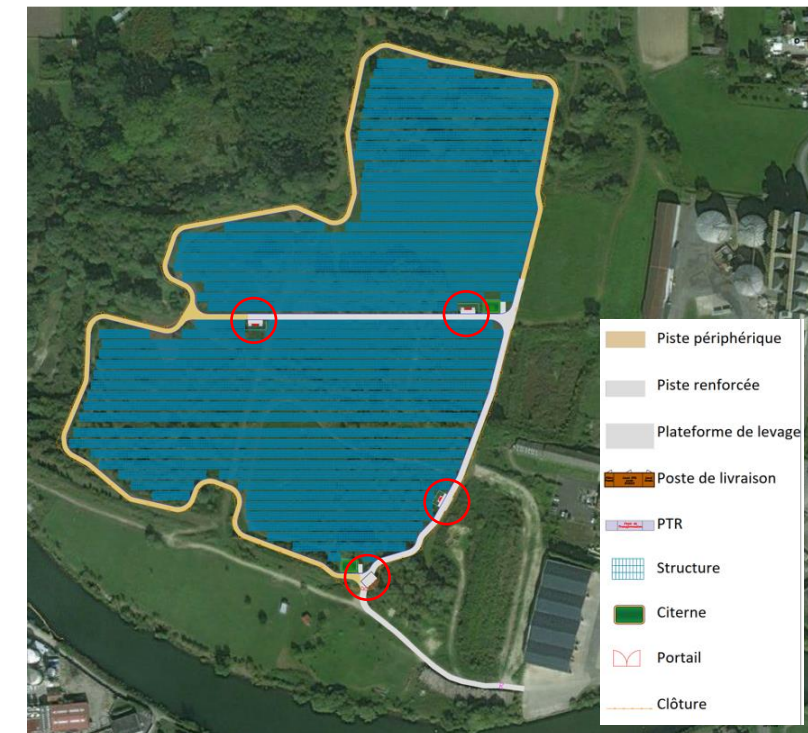 Piste périphérique
Piste renforcée
Plateforme de levage
Poste de livraison
PTR
Structure
Citerne
Portail
Clôture